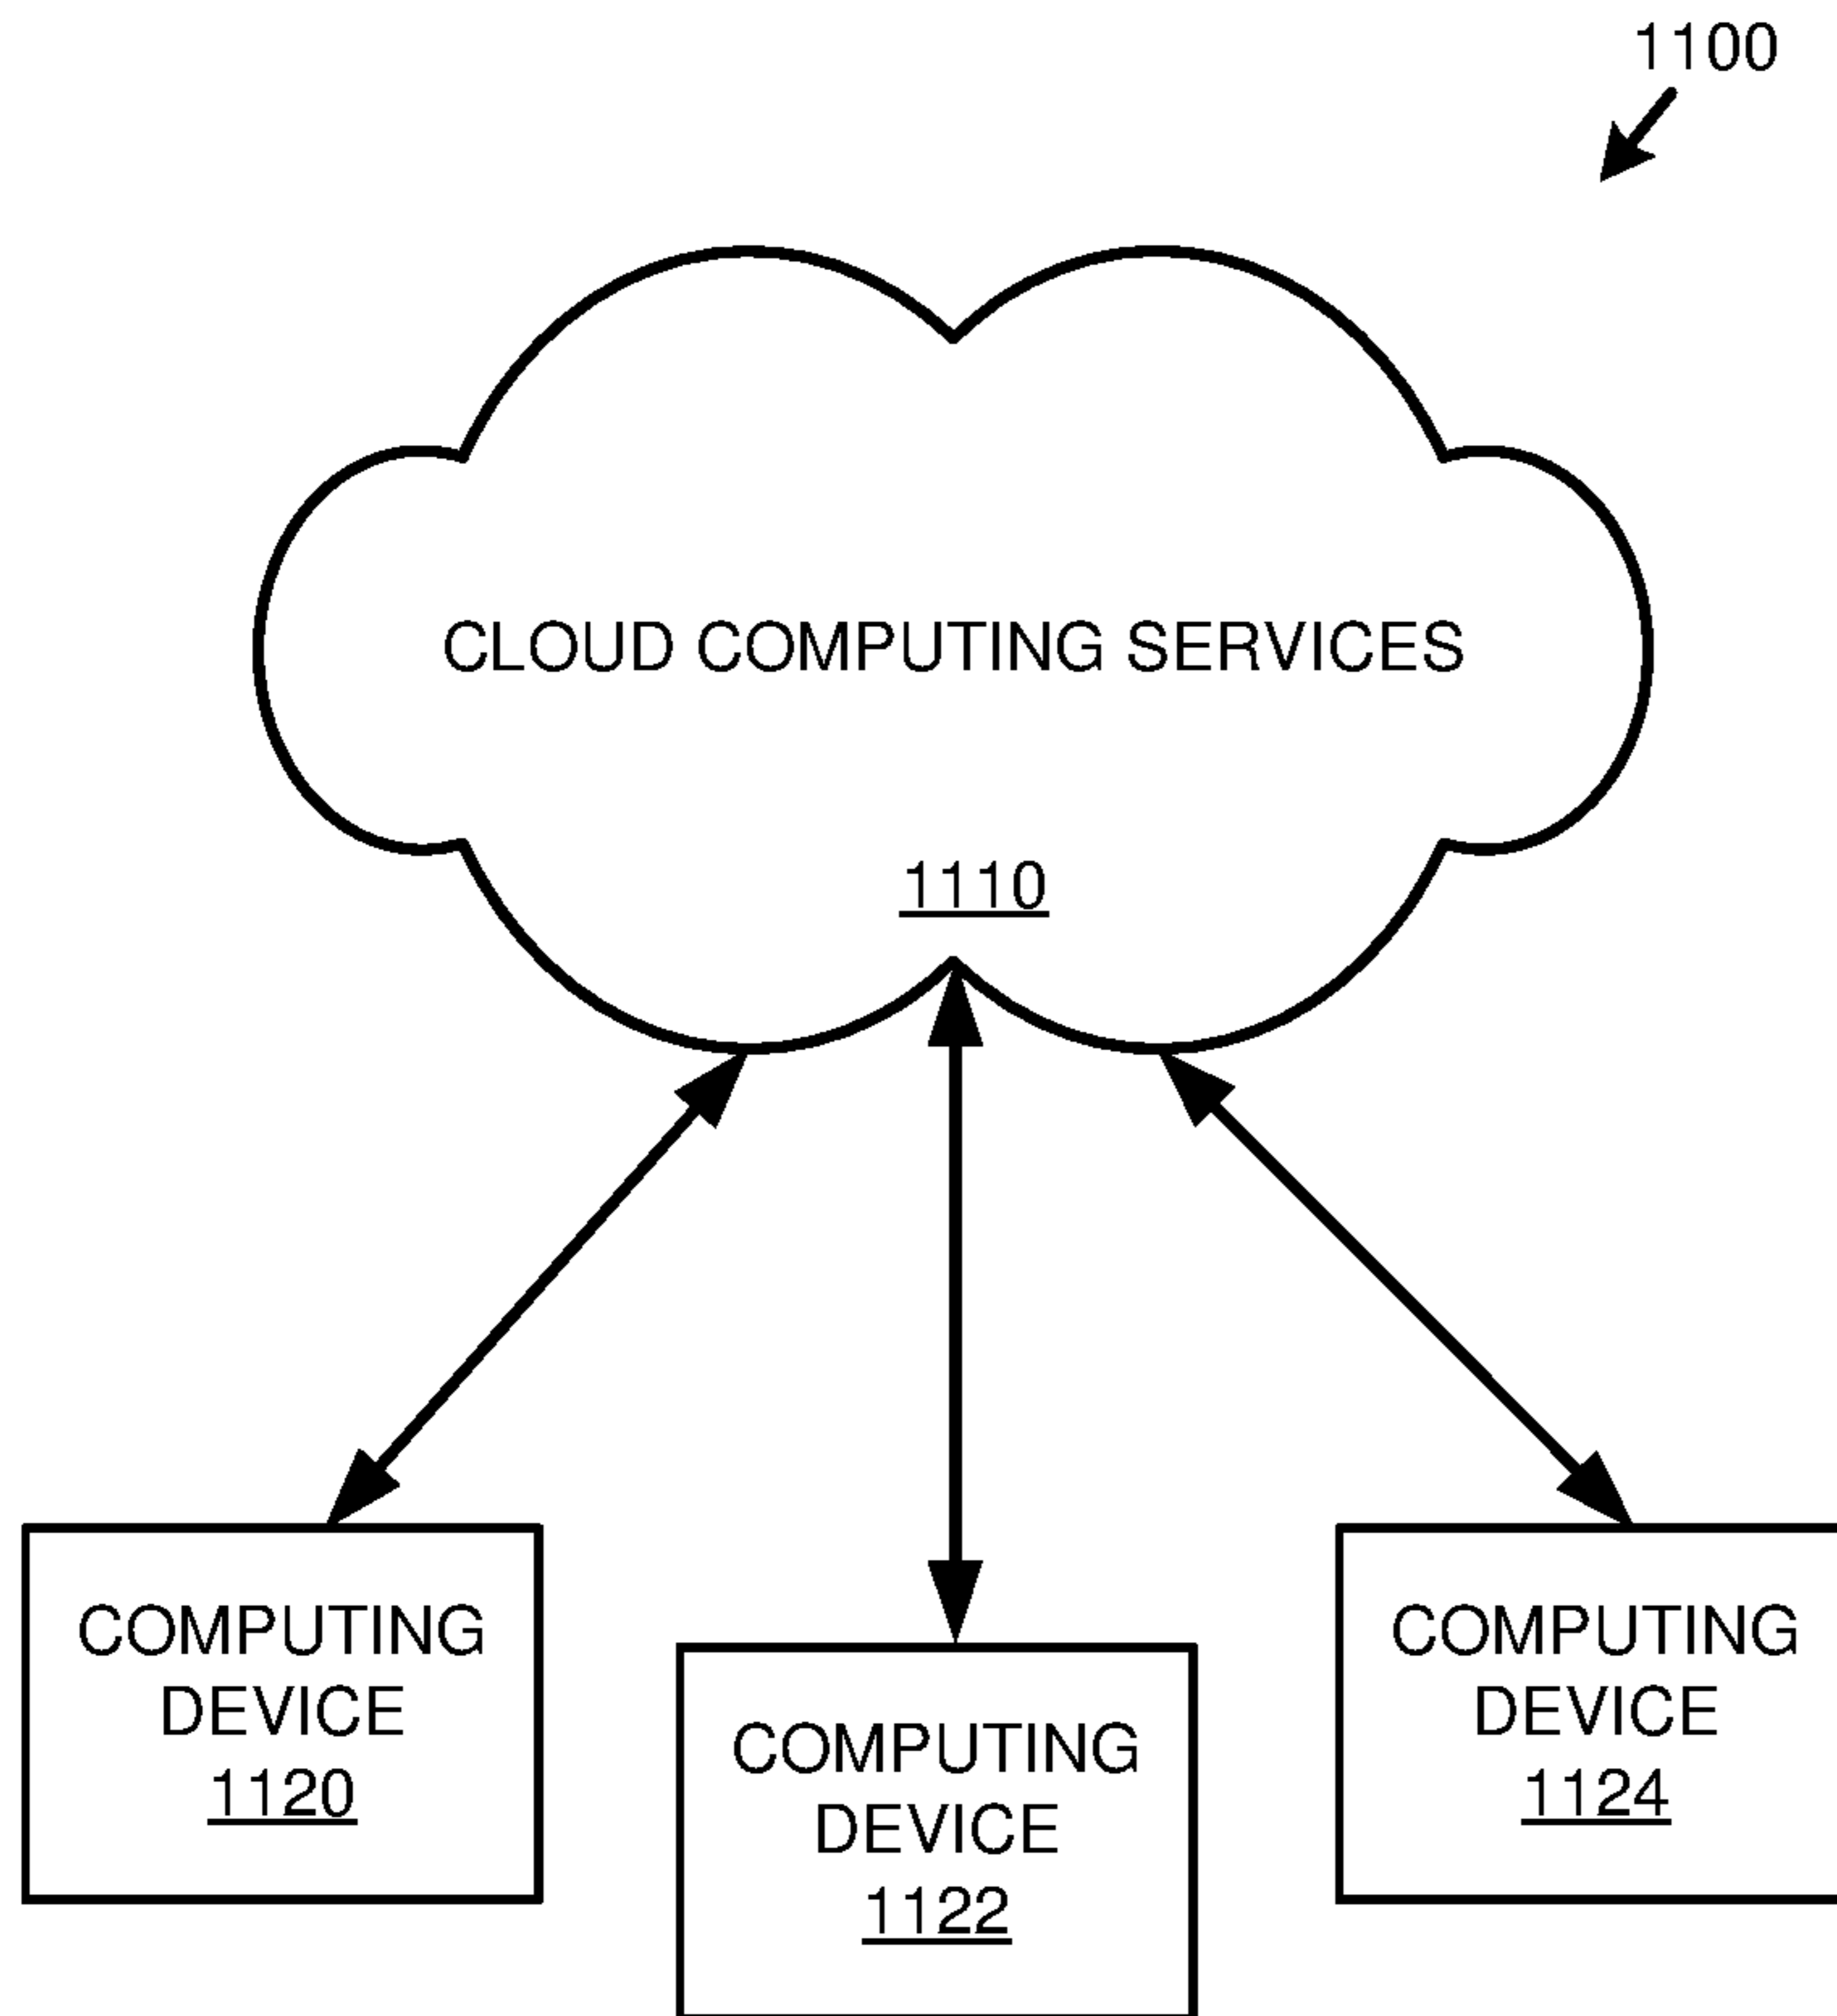 1100
CLOUD COMPUTING SERVICES
1110
COMPUTING
DEVICE
1120
COMPUTING
DEVICE
1122
COMPUTING
DEVICE
1124